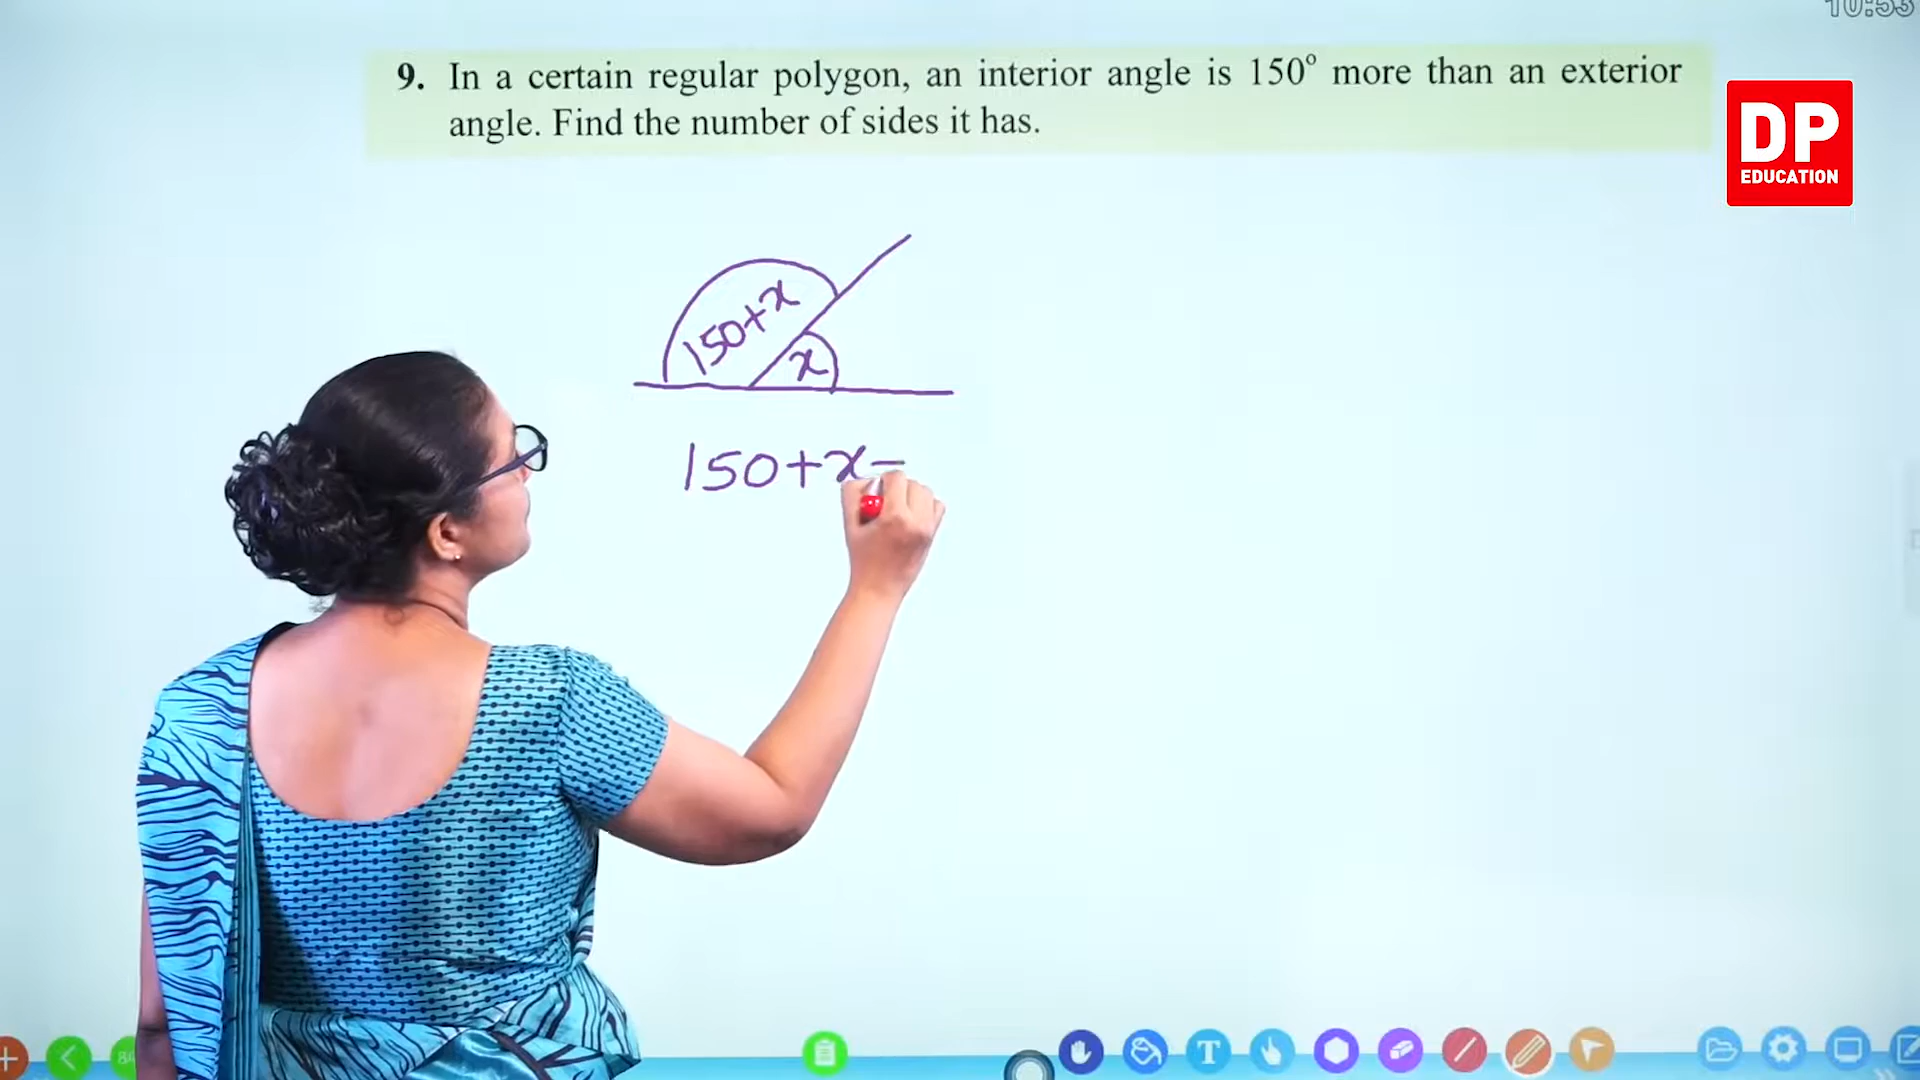 10:53
9. In a certain regular polygon, an interior angle is 150° more than an exterior
angle. Find the number of sides it has.
DP
EDUCATION
150+x
x
150+x
T